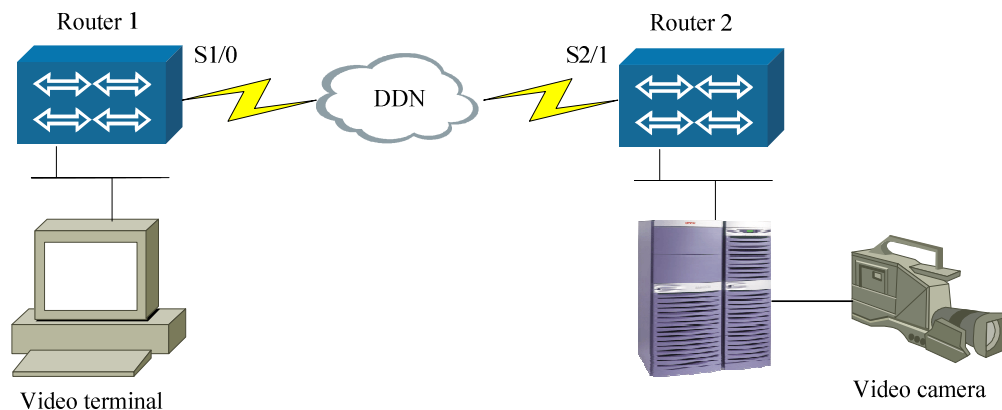 Router 1
Router 2
S1/0
S2/1
DDN
Video terminal
Video camera